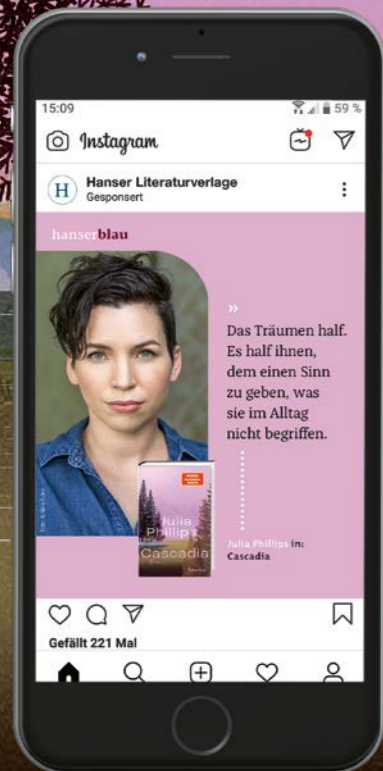 15:09
59 %
Instagram
H
Hanser Literaturverlage
Gesponsert
hanserblau
»
Das Träumen half.
Es half ihnen,
dem einen Sinn
zu geben, was
sie im Alltag
nicht begriffen.
Julia
Phillips
Cascadia
Julia Phillips in:
Cascadia
Gefällt 221 Mal